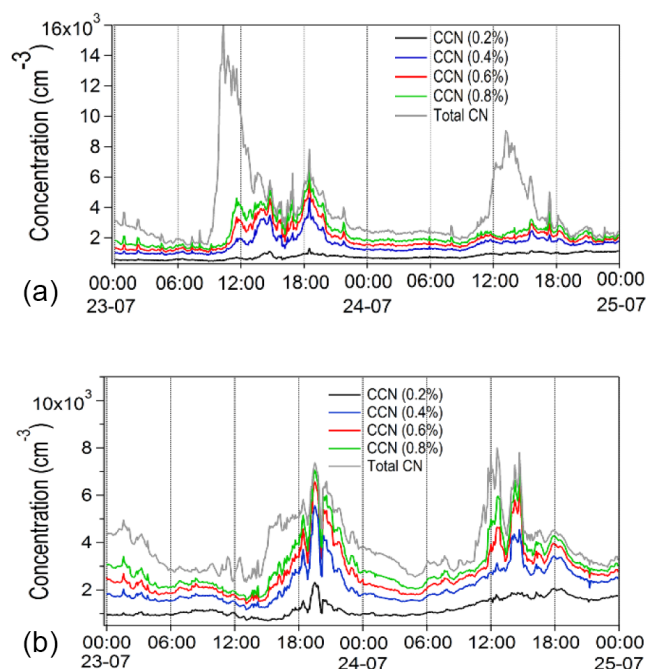 16x10³
14
12
10
8
6
4
2
Concentration (cm⁻³)
CCN (0.2%)
CCN (0.4%)
CCN (0.6%)
CCN (0.8%)
Total CN
00:00 06:00 12:00 18:00 00:00 06:00 12:00 18:00 00:00
23-07 24-07 25-07
(a)
10x10³
8
6
4
2
Concentration (cm⁻³)
CCN (0.2%)
CCN (0.4%)
CCN (0.6%)
CCN (0.8%)
Total CN
00:00 06:00 12:00 18:00 00:00 06:00 12:00 18:00 00:00
23-07 24-07 25-07
(b)